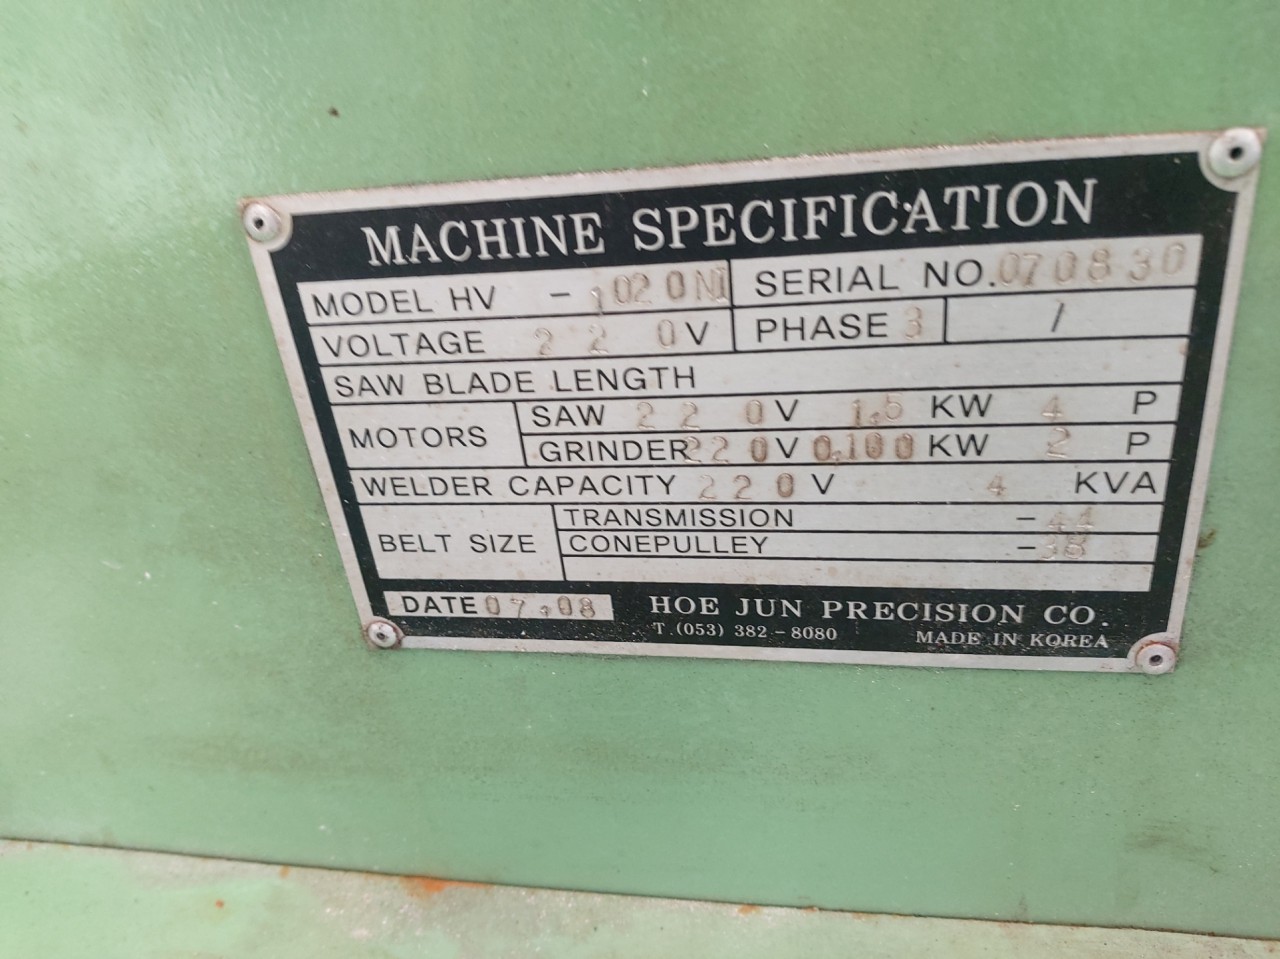 MACHINE SPECIFICATION
MODEL HV - 1020NI SERIAL NO. 070830
VOLTAGE 220V PHASE 3 /
SAW BLADE LENGTH
MOTORS SAW 220V 1.5 KW 4 P
GRINDER 220V 0.100 KW 2 P
WELDER CAPACITY 220V 4 KVA
BELT SIZE TRANSMISSION -44
CONEPULLEY -38
DATE 07.08 HOE JUN PRECISION CO.
T.(053) 382-8080 MADE IN KOREA